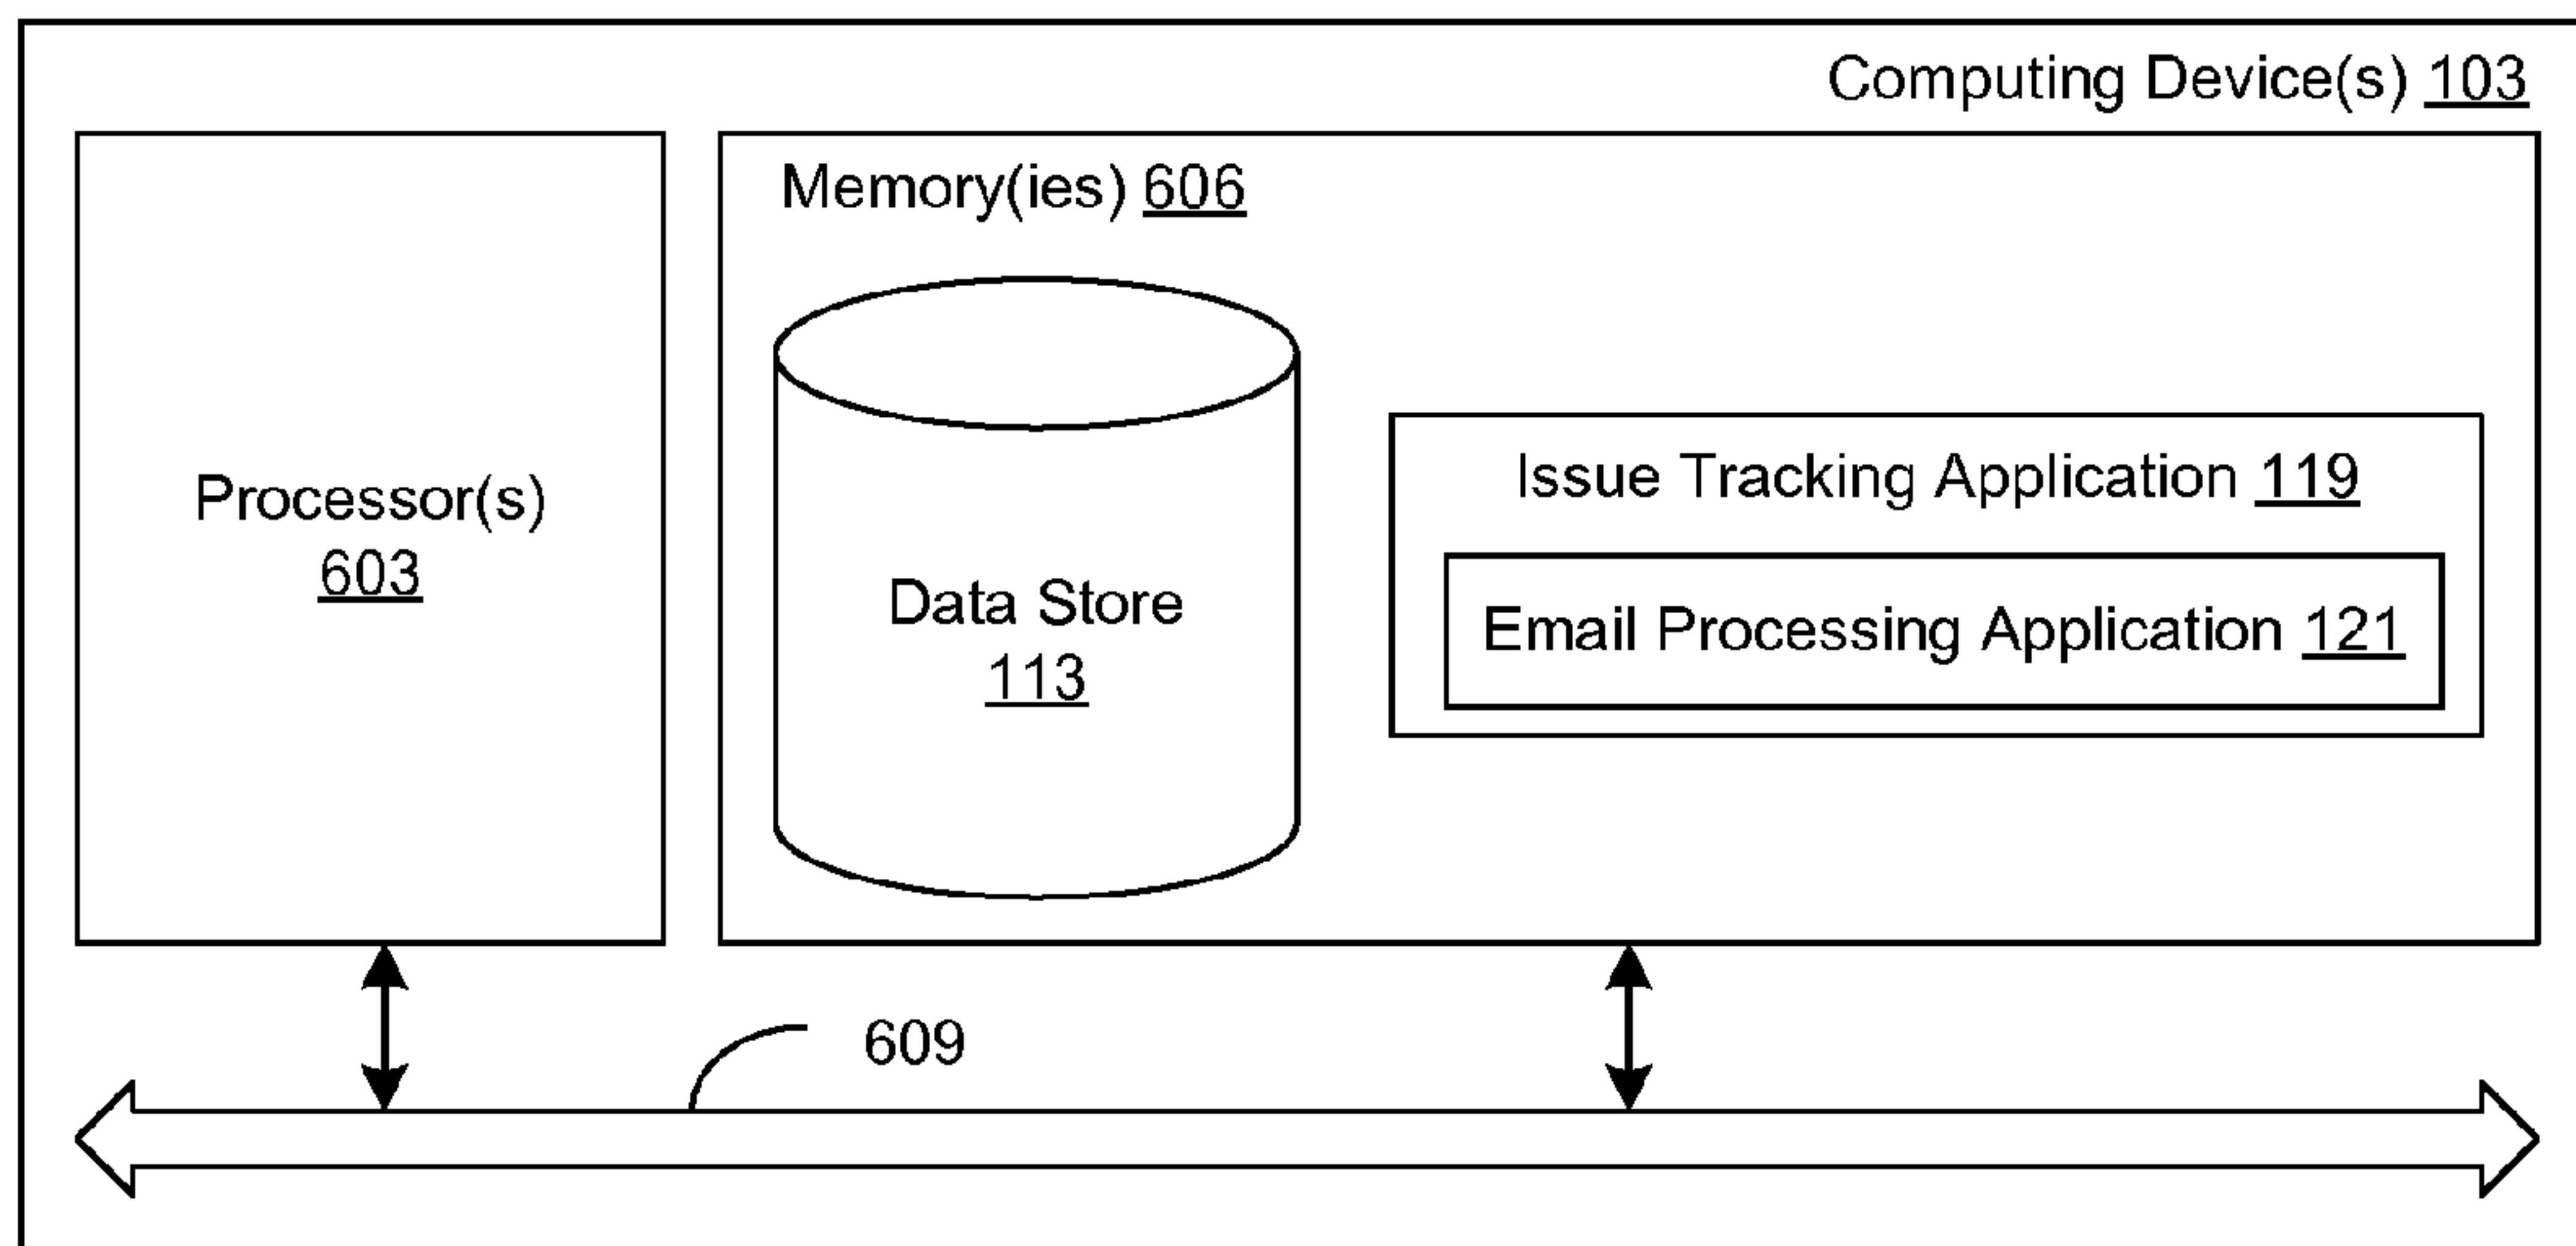 Computing Device(s) 103
Memory(ies) 606
Processor(s)
603
Data Store
113
Issue Tracking Application 119
Email Processing Application 121
609